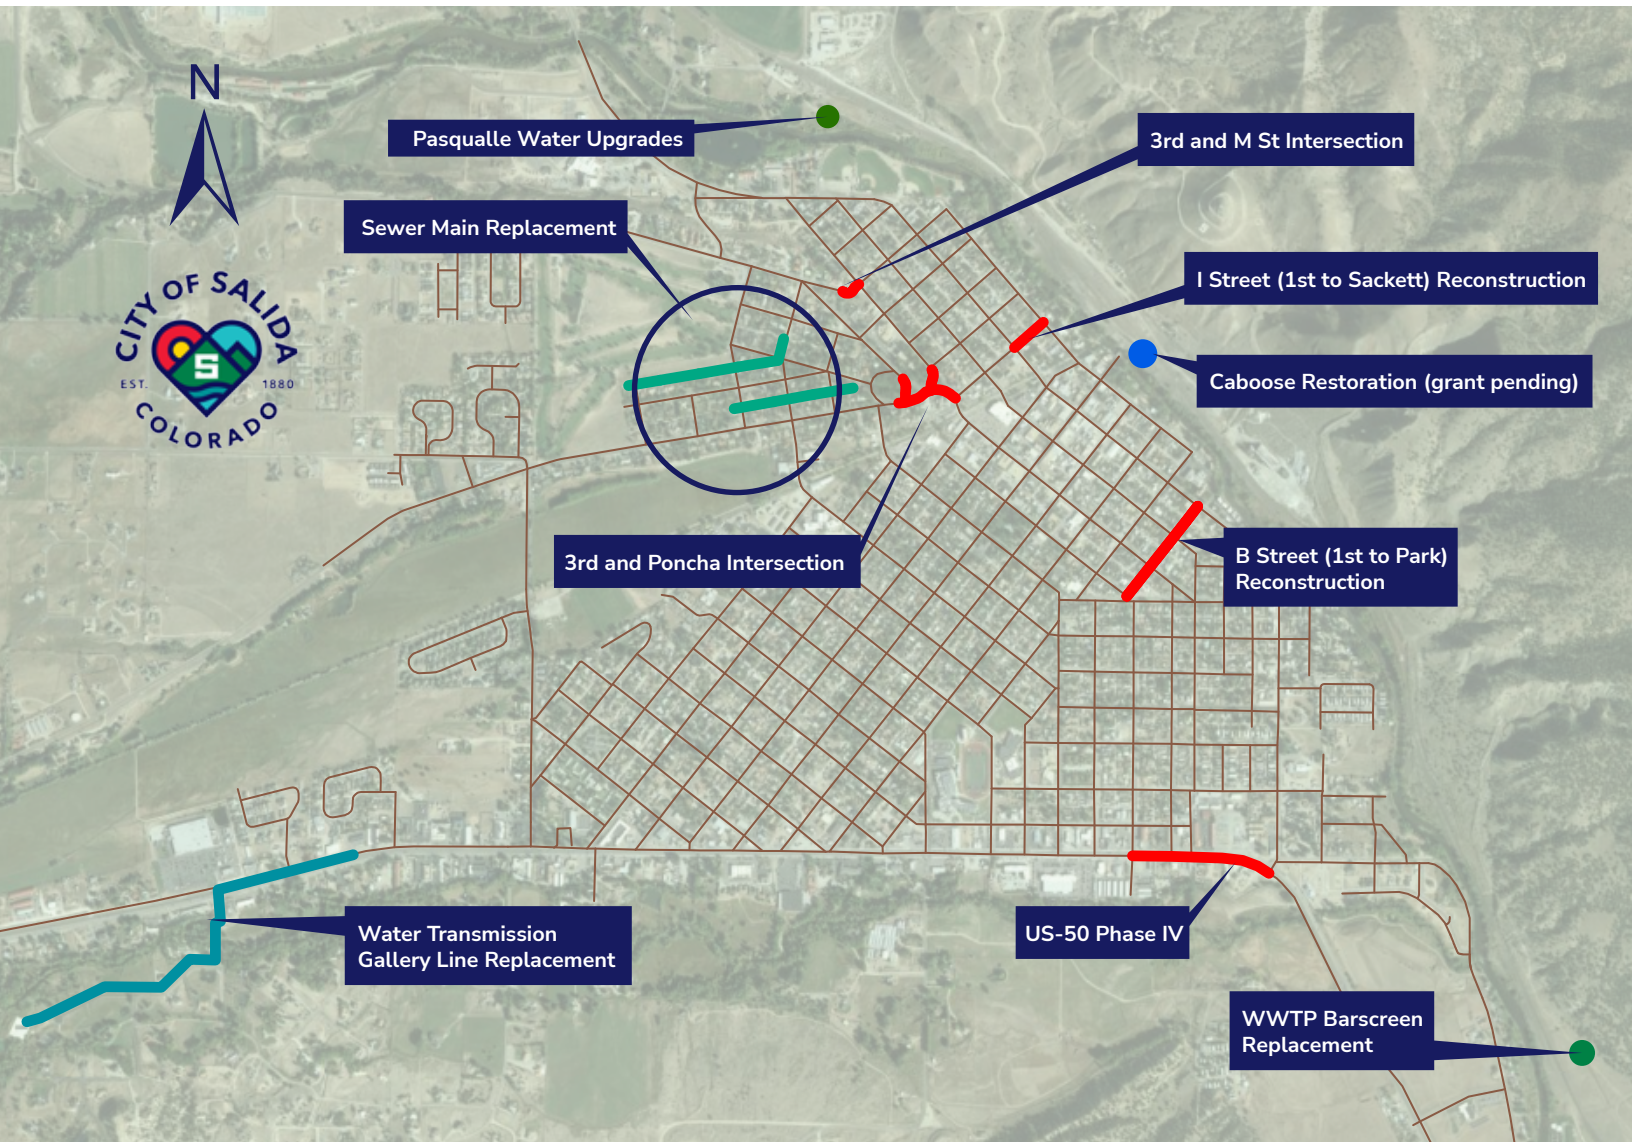 N
Pasqualle Water Upgrades
3rd and M St Intersection
Sewer Main Replacement
I Street (1st to Sackett) Reconstruction
CITY OF SALIDA
S
EST. 1880
COLORADO
Caboose Restoration (grant pending)
3rd and Poncha Intersection
B Street (1st to Park)
Reconstruction
Water Transmission
Gallery Line Replacement
US-50 Phase IV
WWTP Barscreen
Replacement